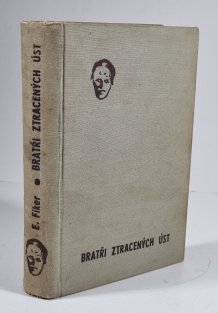 E. Fiker ● BRATŘI ZTRACENÝCH ÚST
BRATŘI ZTRACENÝCH ÚST